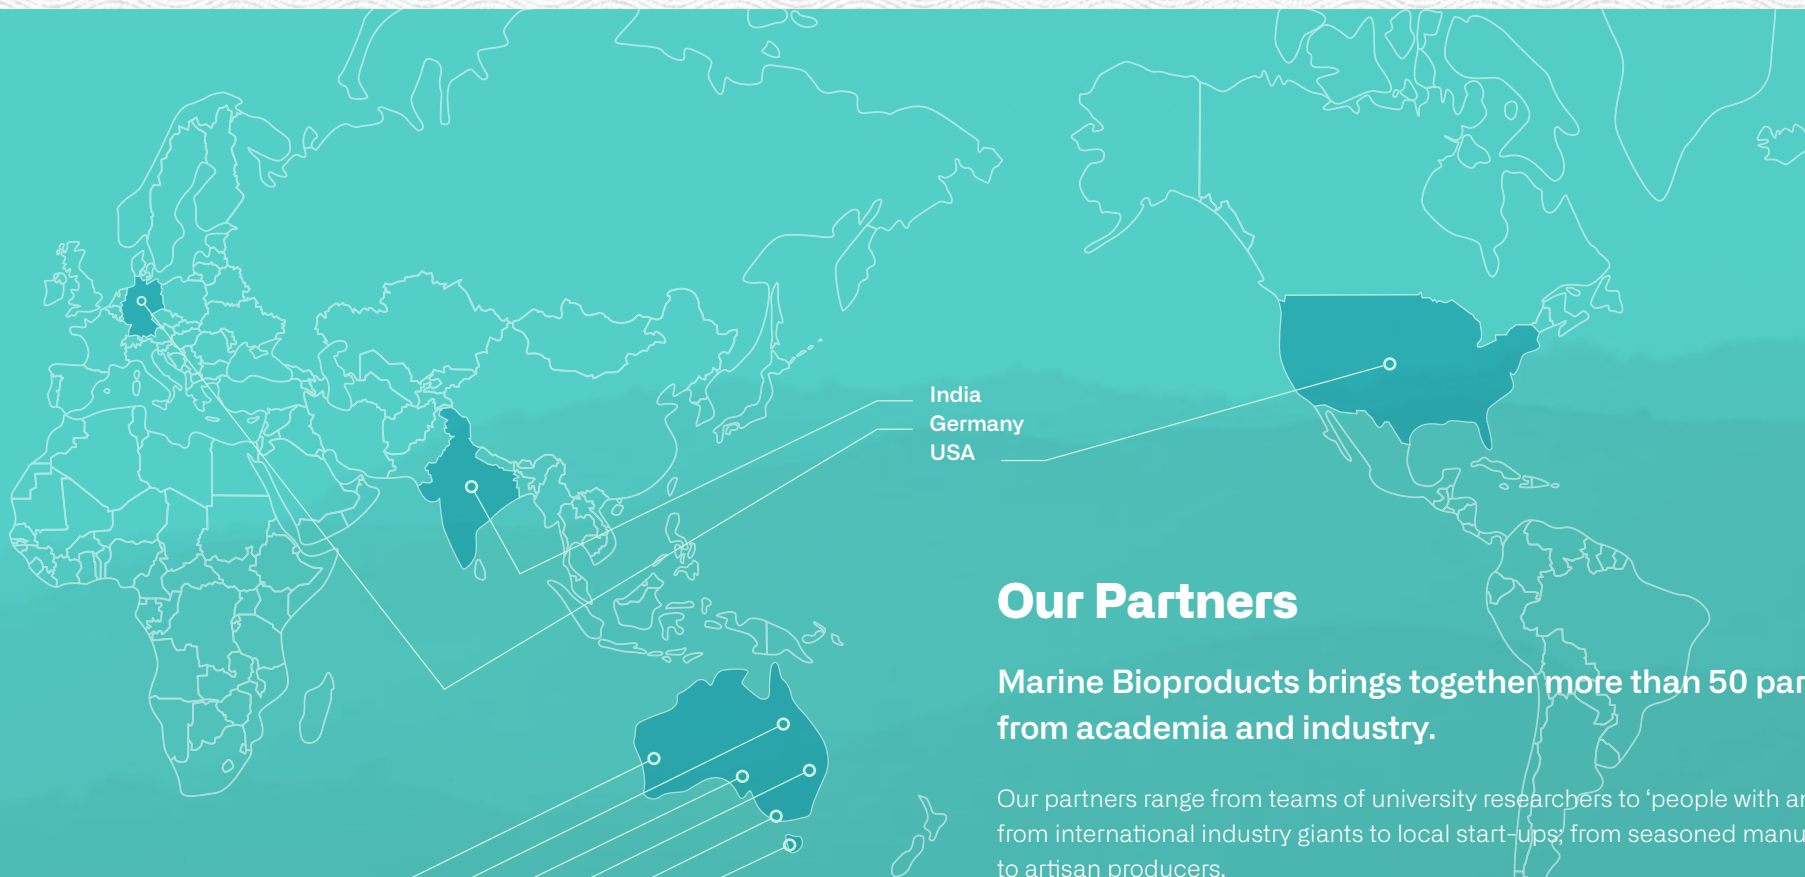 India
Germany
USA
Our Partners
Marine Bioproducts brings together more than 50 par
from academia and industry.
Our partners range from teams of university researchers to ‘people with an
from international industry giants to local start-ups; from seasoned manu
to artisan producers.